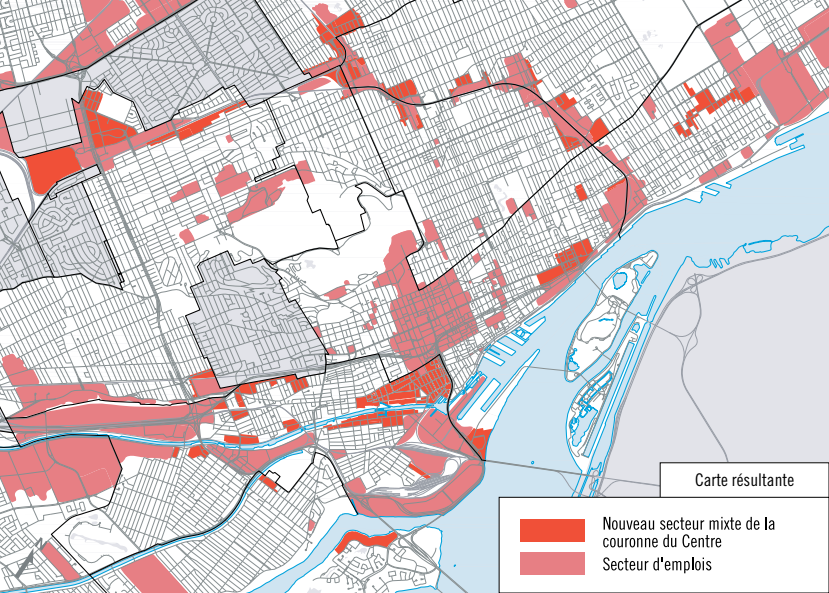 Carte résultante
Nouveau secteur mixte de la
couronne du Centre
Secteur d'emplois